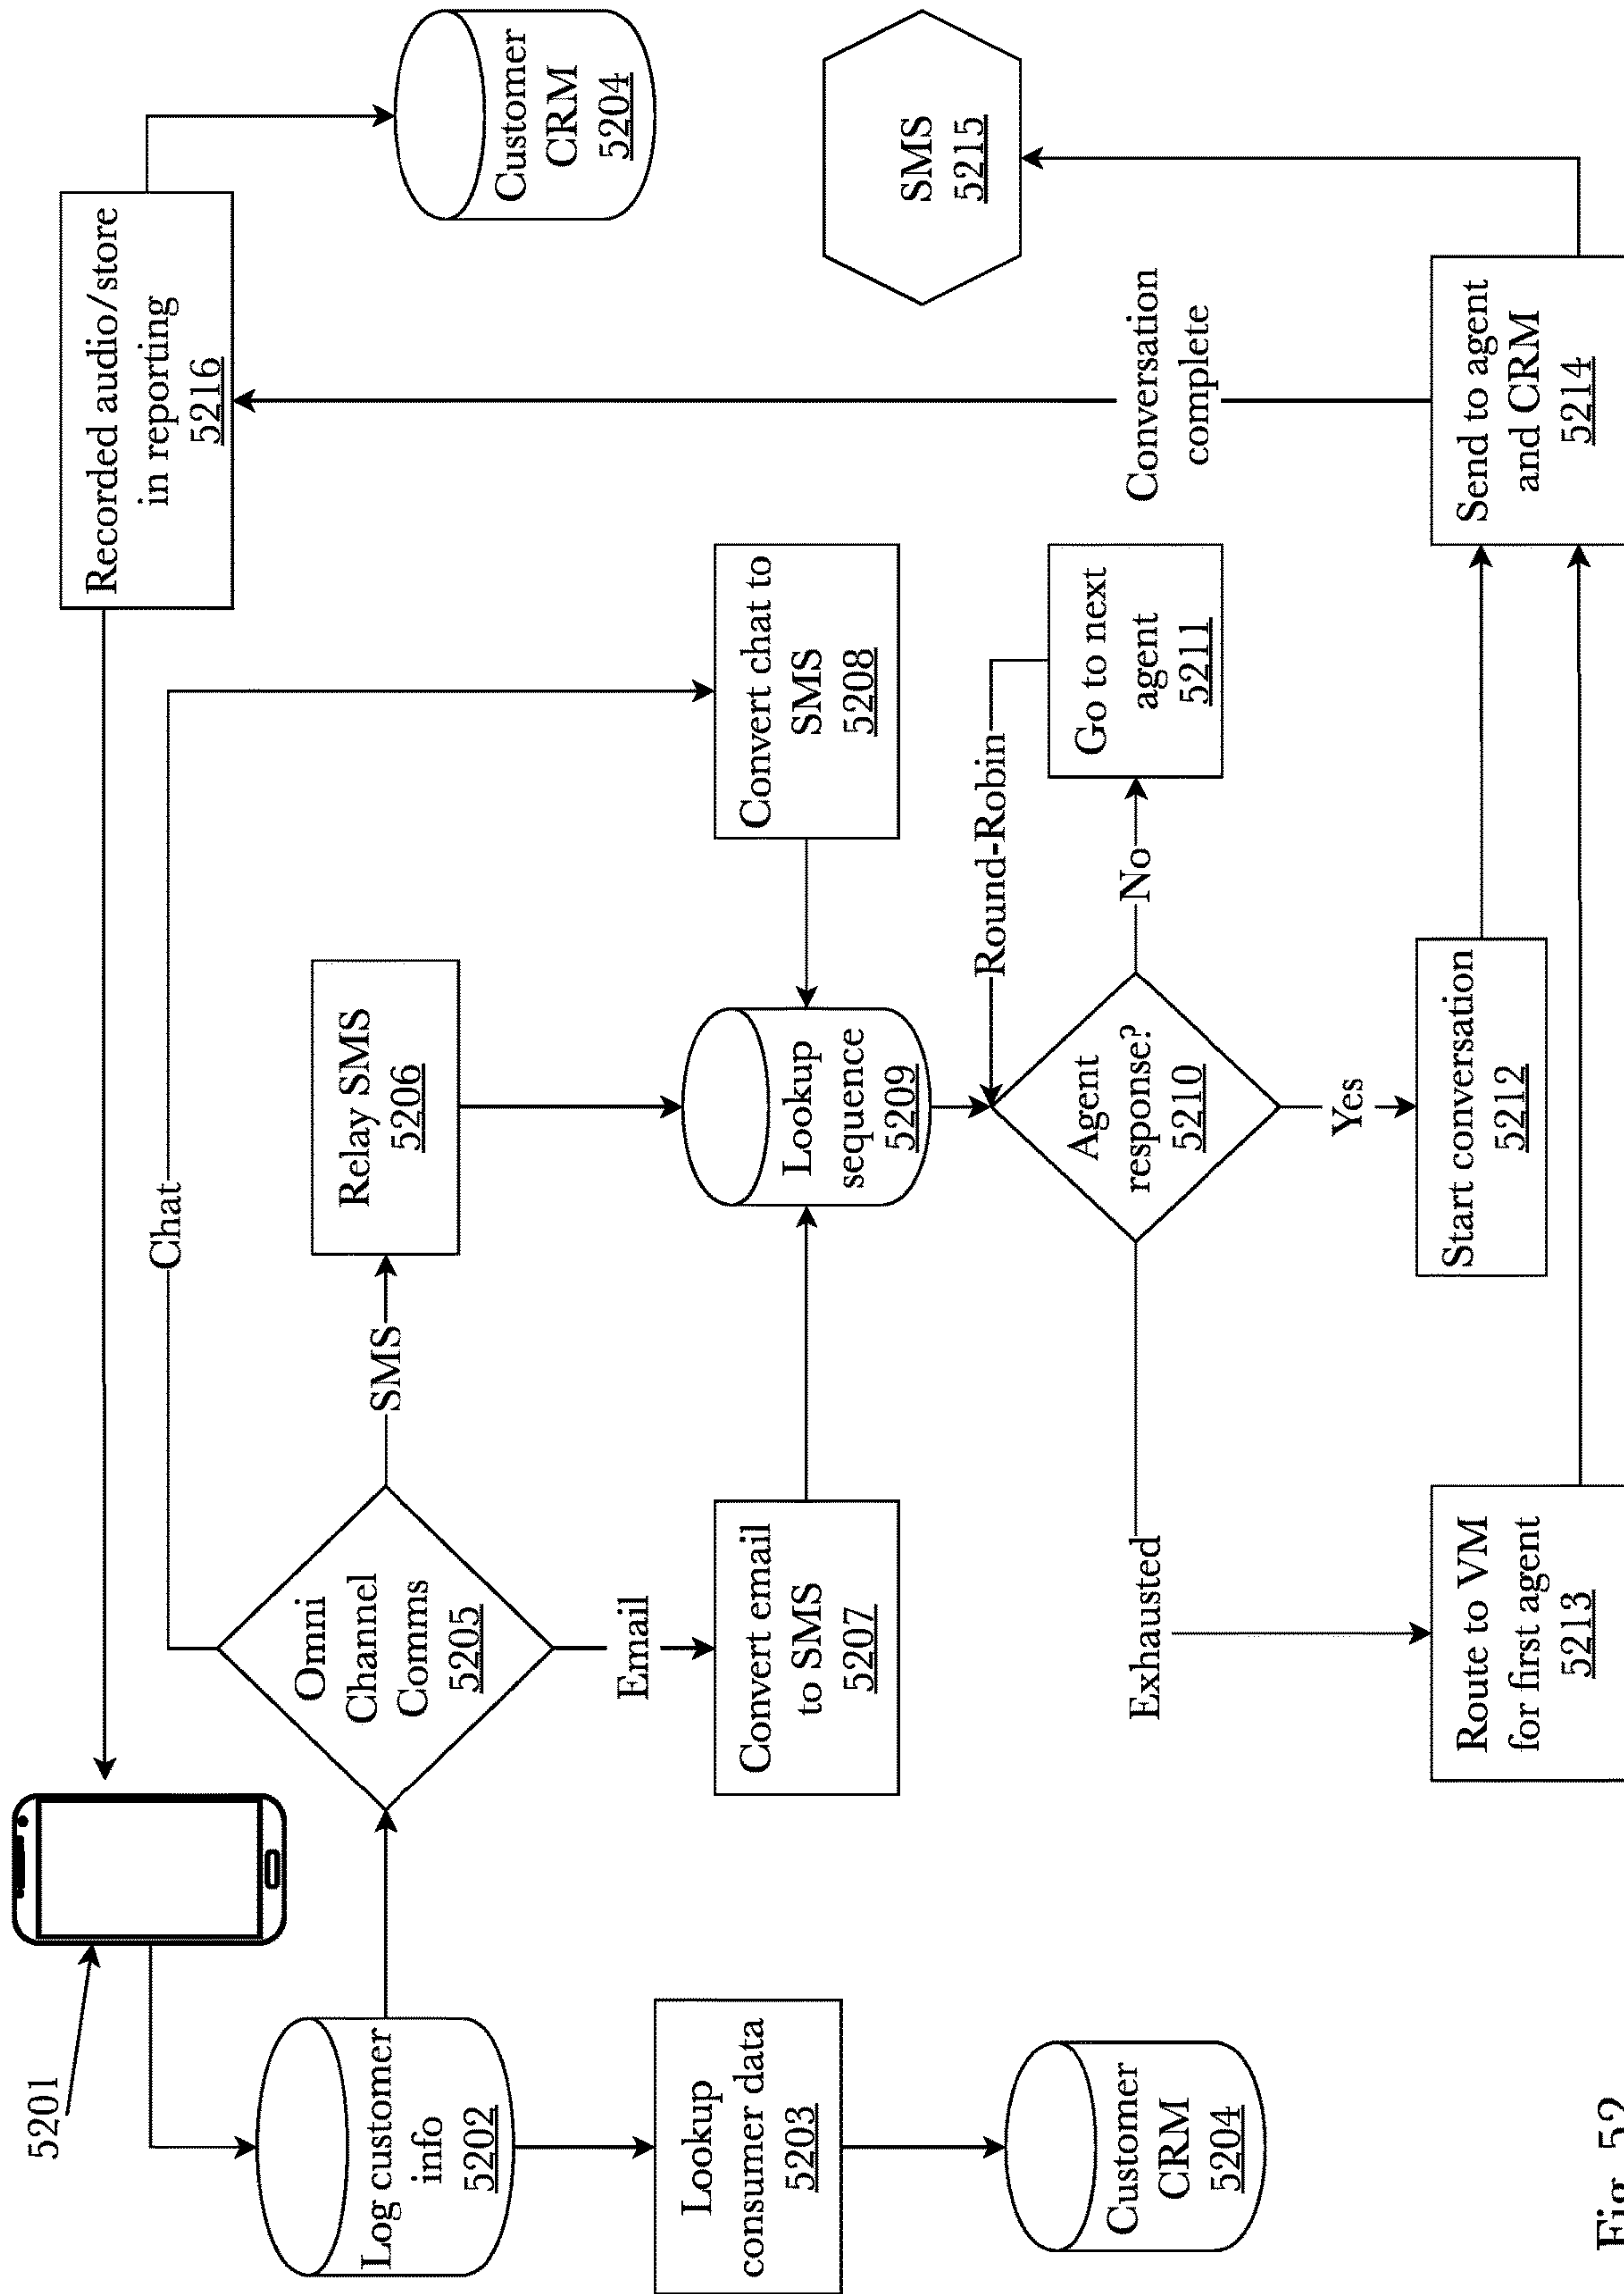 5201
Log customer
info
5202
Lookup
consumer data
5203
Customer
CRM
5204
Omni
Channel
Comms
5205
Chat
SMS
Email
Relay SMS
5206
Convert email
to SMS
5207
Convert chat to
SMS
5208
Lookup
sequence
5209
Agent
response?
5210
Round-Robin
No
Go to next
agent
5211
Yes
Start conversation
5212
Exhausted
Route to VM
for first agent
5213
Send to agent
and CRM
5214
Conversation
complete
SMS
5215
Recorded audio/store
in reporting
5216
Customer
CRM
5204
Fig. 52